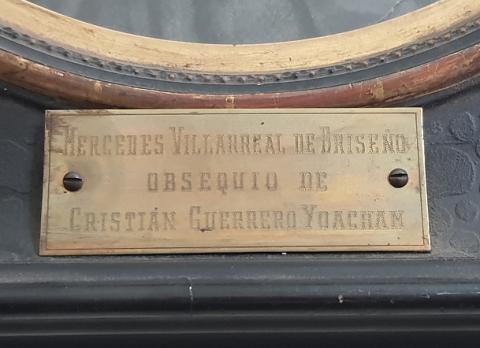 Mercedes Villarreal de Briseño
OBSEQUIO DE
Cristián Guerrero Yoacham